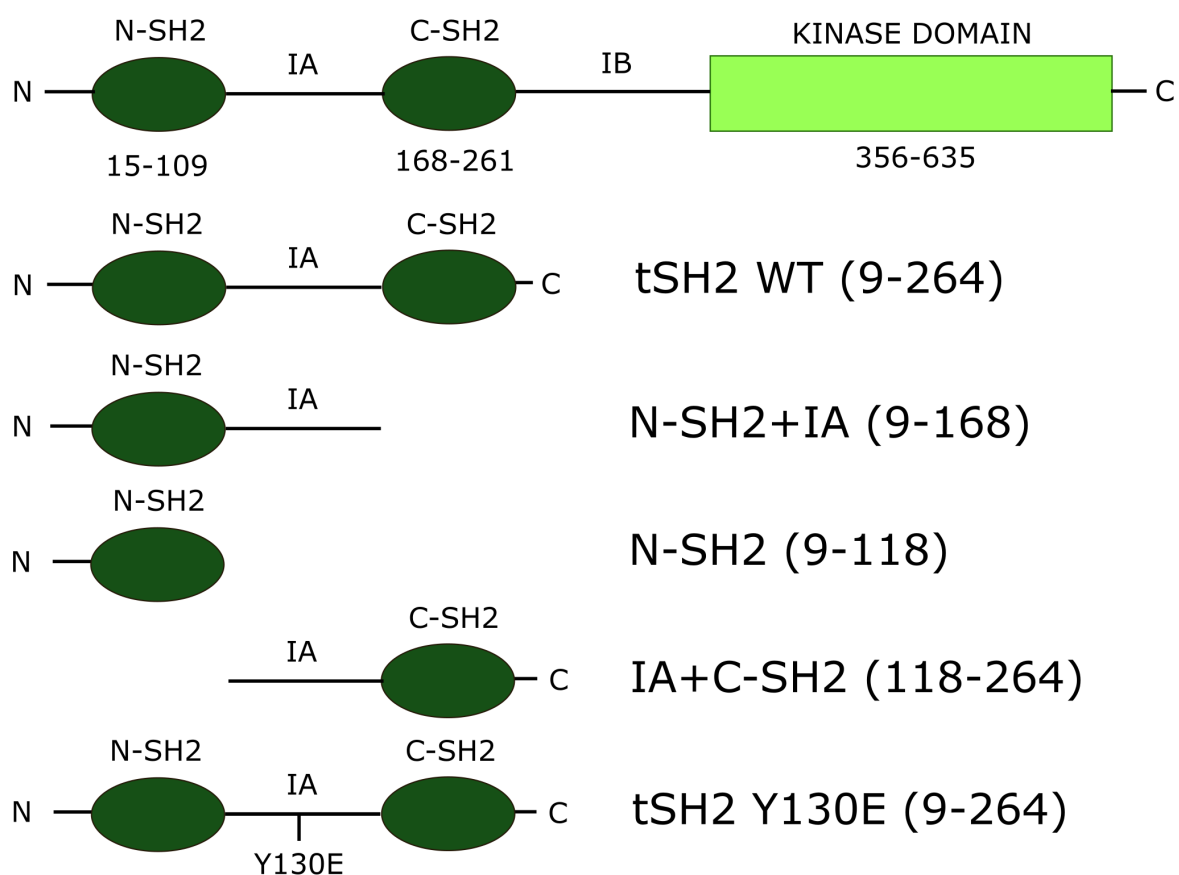 N-SH2 IA C-SH2 IB KINASE DOMAIN
N C
15-109 168-261 356-635
N-SH2 IA C-SH2
N C tSH2 WT (9-264)
N-SH2 IA
N N-SH2+IA (9-168)
N-SH2
N N-SH2 (9-118)
IA C-SH2
C IA+C-SH2 (118-264)
N-SH2 IA C-SH2
N C tSH2 Y130E (9-264)
Y130E